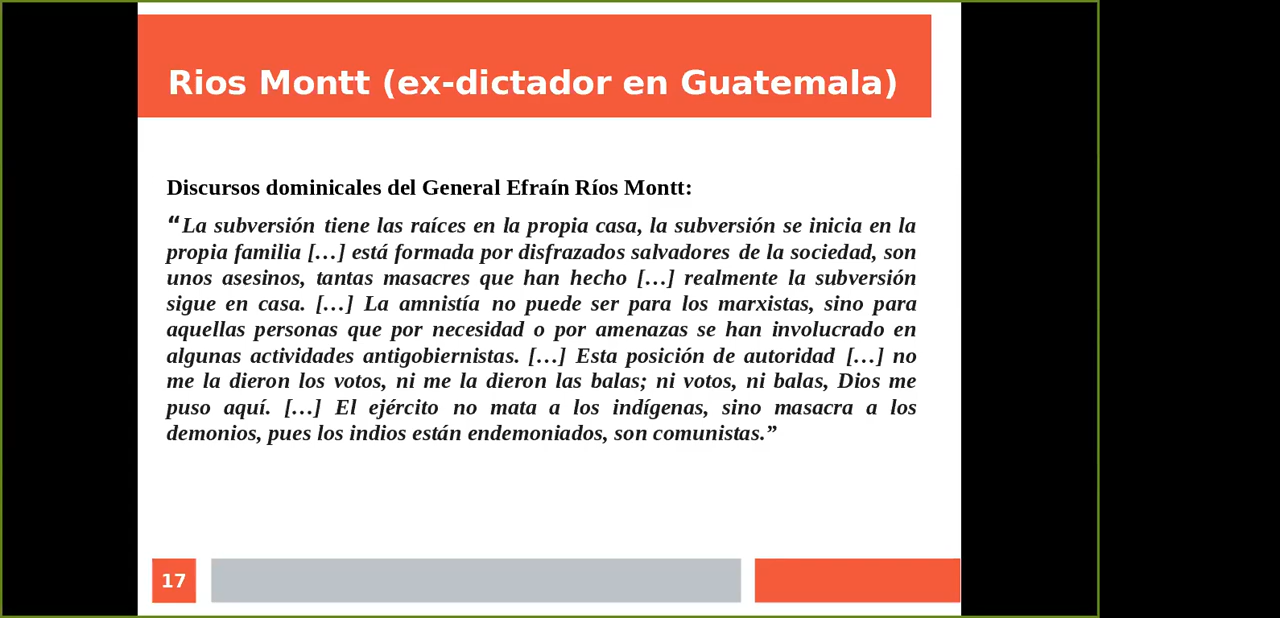 Rios Montt (ex-dictador en Guatemala)
Discursos dominicales del General Efraín Ríos Montt:
“La subversión tiene las raíces en la propia casa, la subversión se inicia en la
propia familia […] está formada por disfrazados salvadores de la sociedad, son
unos asesinos, tantas masacres que han hecho […] realmente la subversión
sigue en casa. […] La amnistía no puede ser para los marxistas, sino para
aquellas personas que por necesidad o por amenazas se han involucrado en
algunas actividades antigobiernistas. […] Esta posición de autoridad […] no
me la dieron los votos, ni me la dieron las balas; ni votos, ni balas, Dios me
puso aquí. […] El ejército no mata a los indígenas, sino masacra a los
demonios, pues los indios están endemoniados, son comunistas.”
17